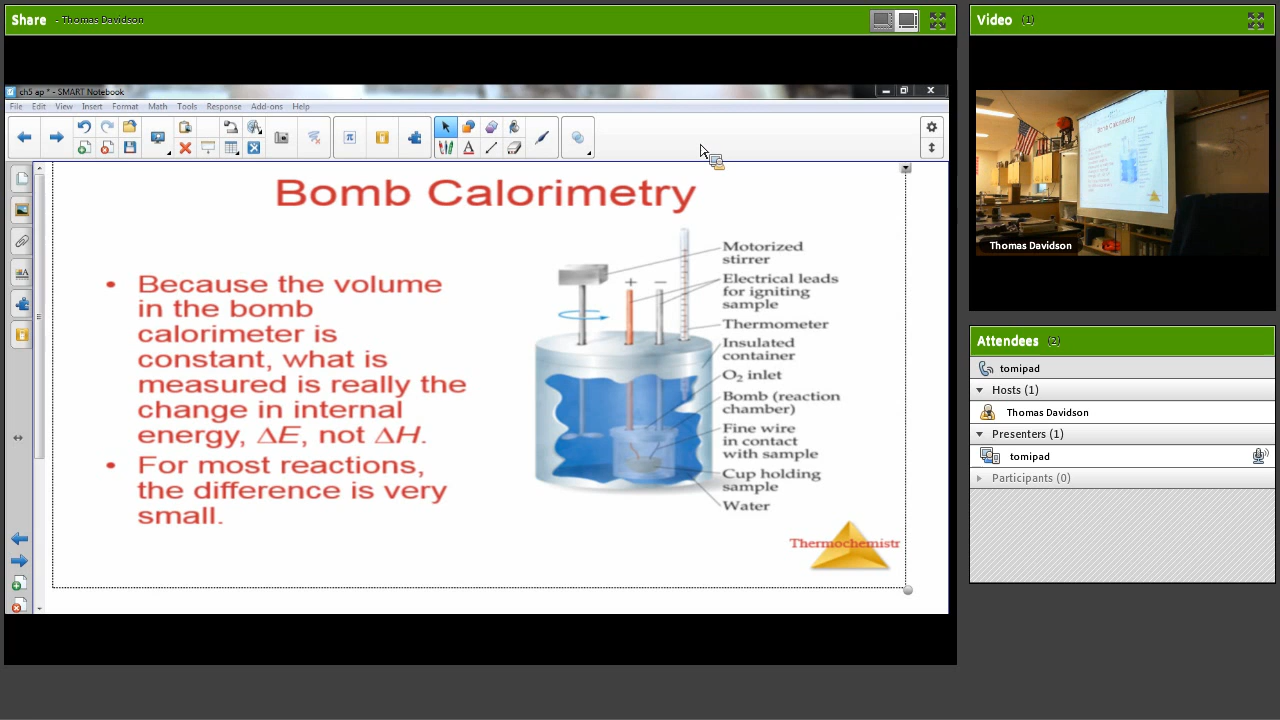 Share - Thomas Davidson
Video (1)
ch5 ap * - SMART Notebook
File Edit View Insert Format Math Tools Response Add-ons Help
Bomb Calorimetry
• Because the volume
in the bomb
calorimeter is
constant, what is
measured is really the
change in internal
energy, ΔE, not ΔH.
• For most reactions,
the difference is very
small.
+ −
Motorized
stirrer
Electrical leads
for igniting
sample
Thermometer
Insulated
container
O₂ inlet
Bomb (reaction
chamber)
Fine wire
in contact
with sample
Cup holding
sample
Water
Thermochemistr
Bomb Calorimetry
Thomas Davidson
Attendees (2)
tomipad
Hosts (1)
Thomas Davidson
Presenters (1)
tomipad
Participants (0)